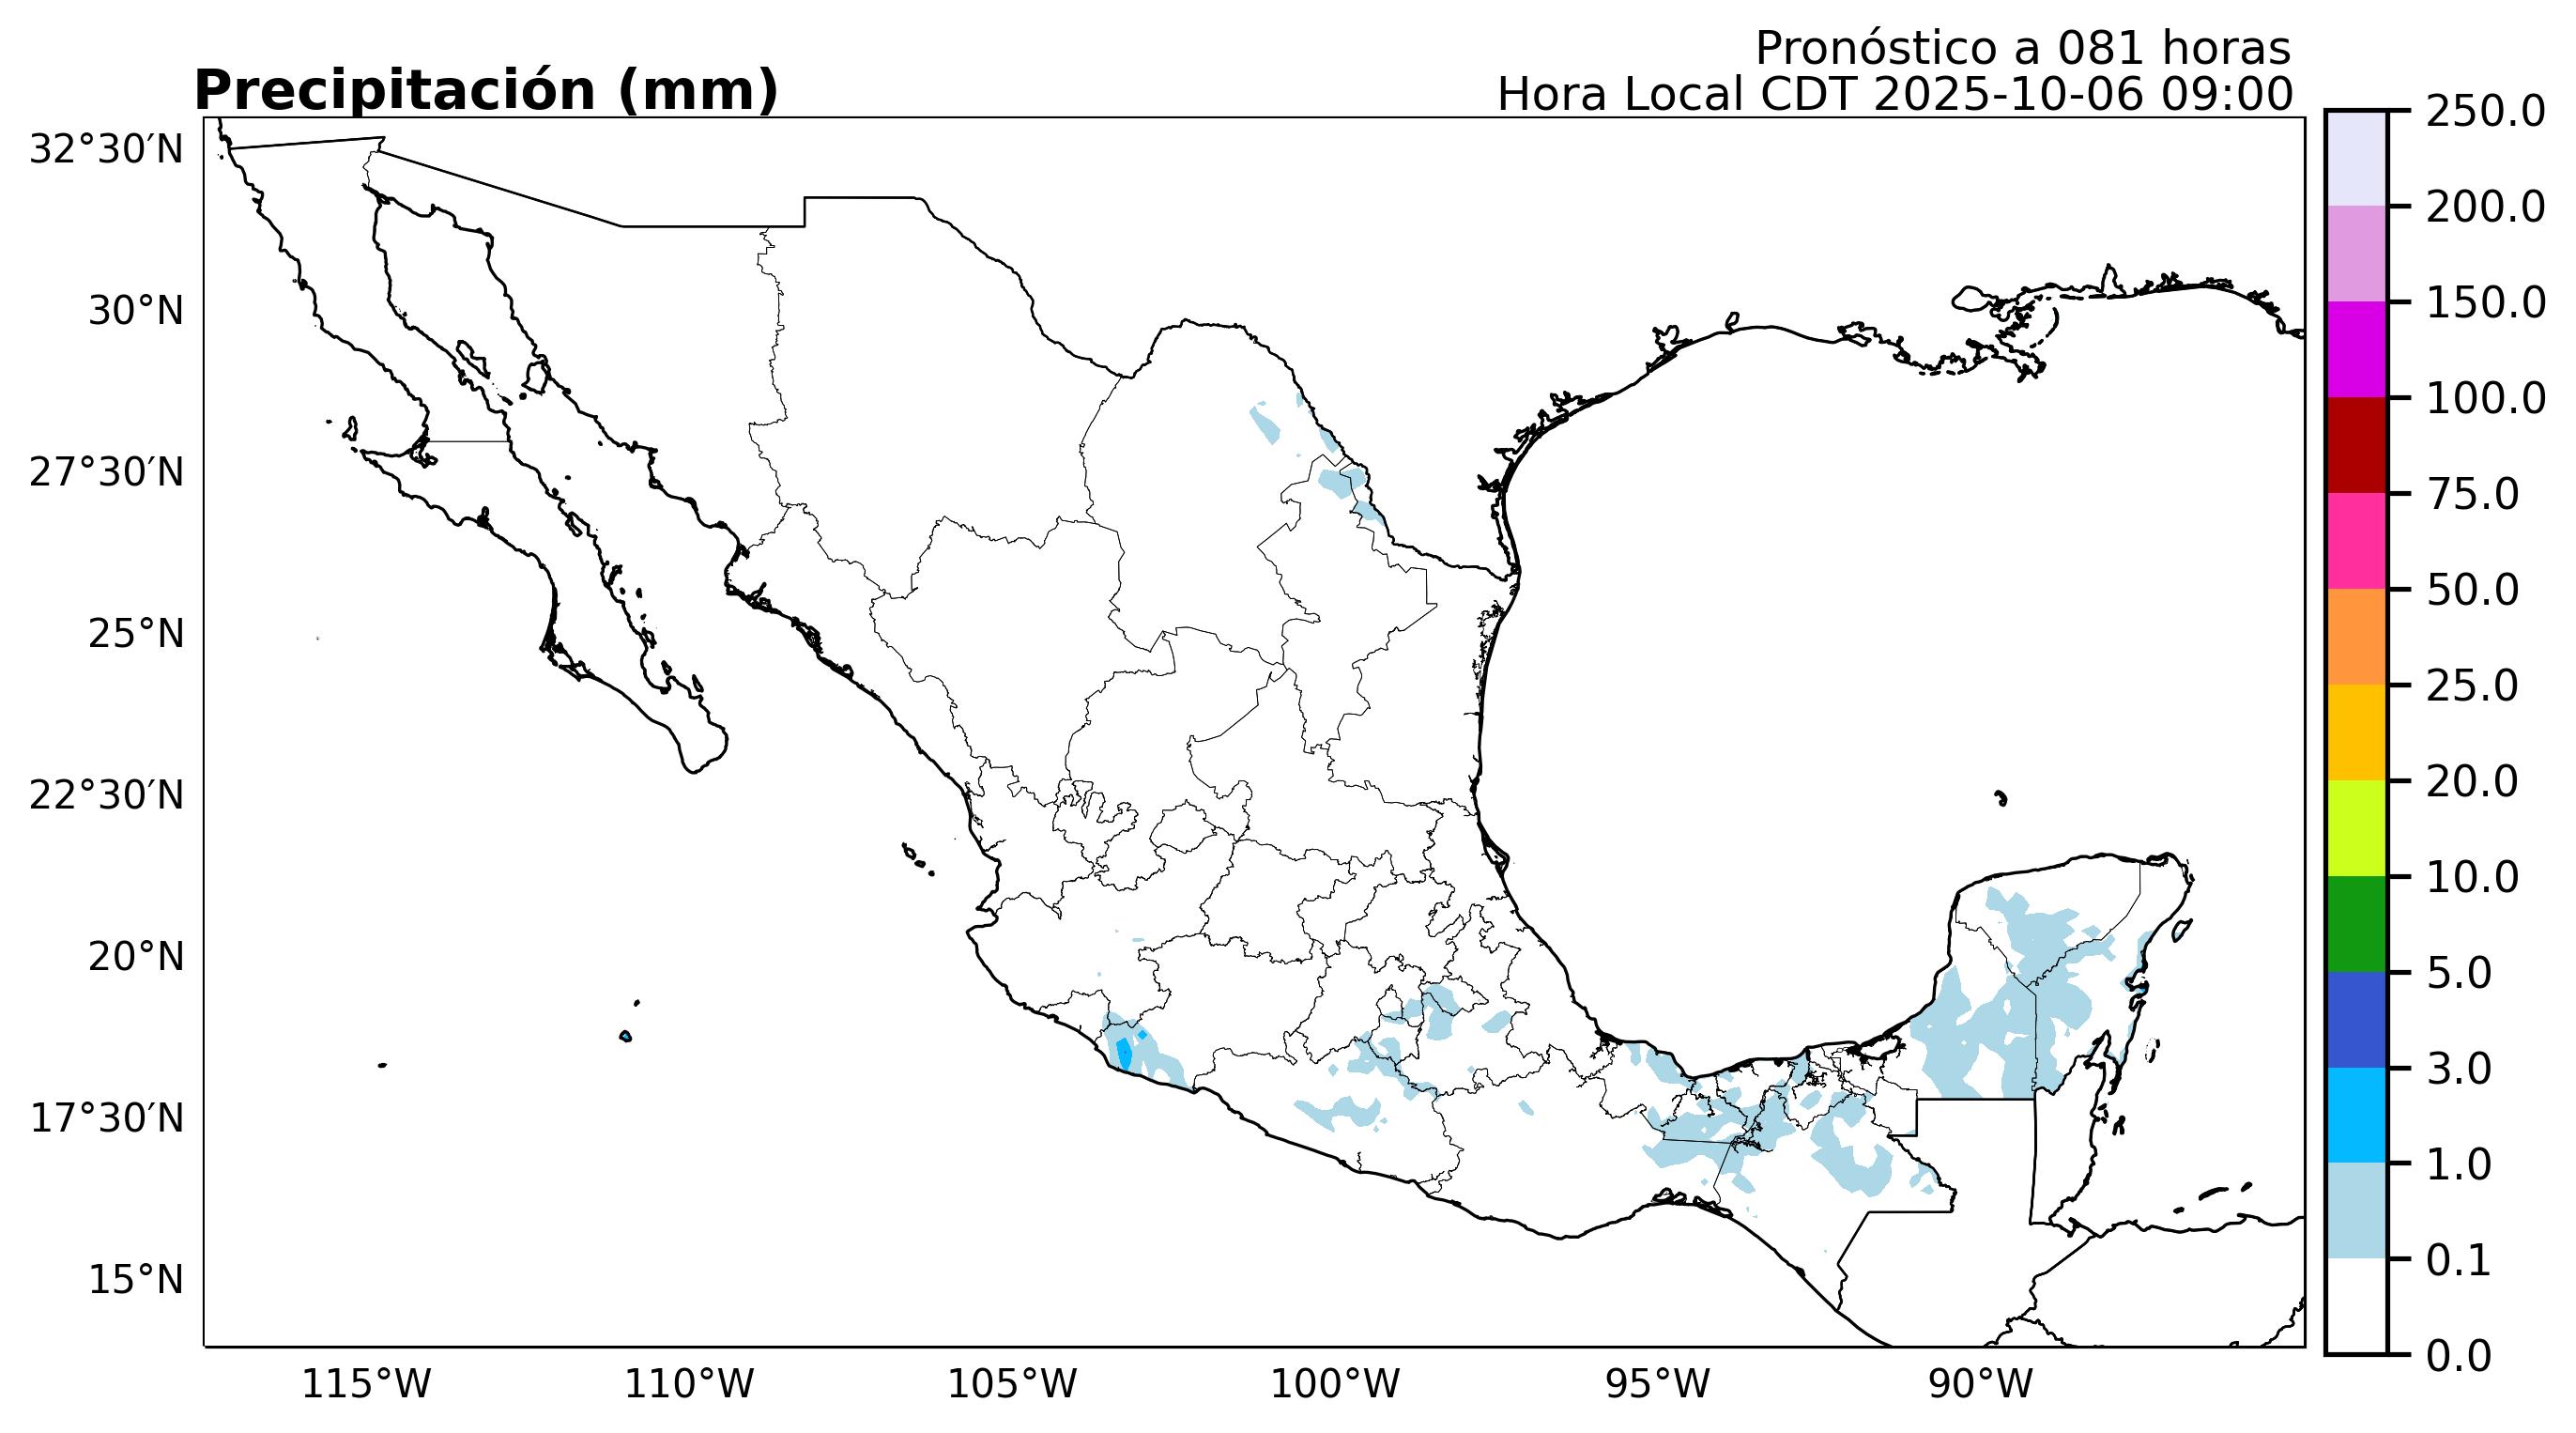 Pronóstico a 081 horas
Precipitación (mm)
Hora Local CDT 2025-10-06 09:00
32°30′N
30°N
27°30′N
25°N
22°30′N
20°N
17°30′N
15°N
115°W
110°W
105°W
100°W
95°W
90°W
250.0
200.0
150.0
100.0
75.0
50.0
25.0
20.0
10.0
5.0
3.0
1.0
0.1
0.0